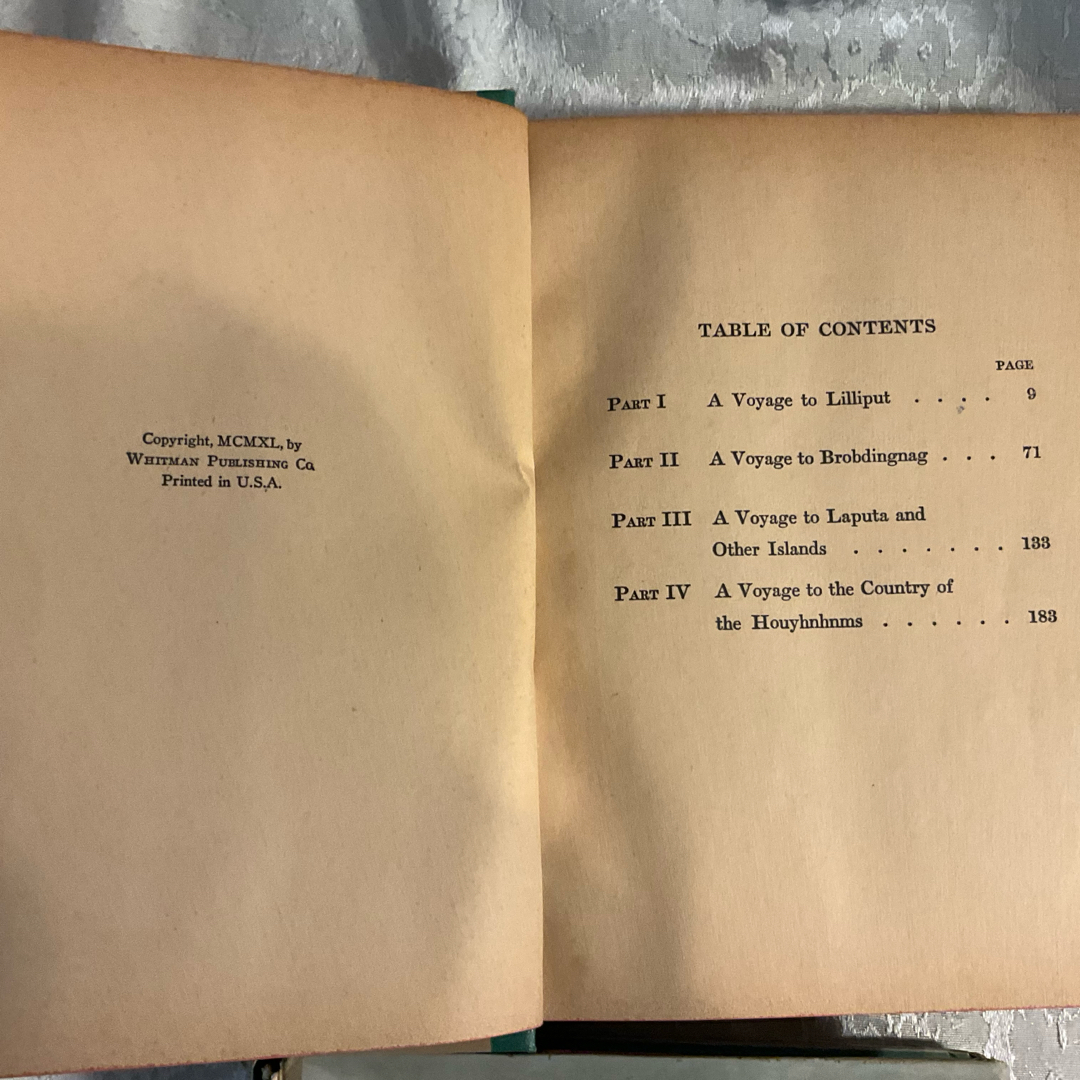 Copyright, MCMXL, by
WHITMAN PUBLISHING Co.
Printed in U.S.A.
TABLE OF CONTENTS
PAGE
PART I A Voyage to Lilliput . . . . 9
PART II A Voyage to Brobdingnag . . . 71
PART III A Voyage to Laputa and
Other Islands . . . . . . . 133
PART IV A Voyage to the Country of
the Houyhnhnms . . . . . . 183